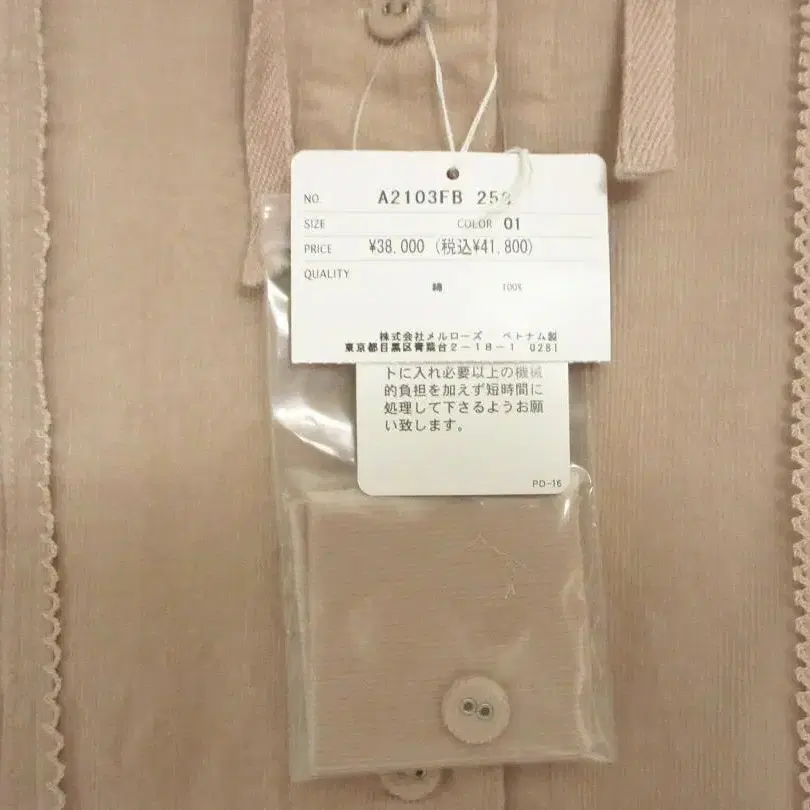 NO. A2103FB
SIZE COLOR 01
PRICE ¥38,000 (税込¥41,800)
QUALITY
綿 100%
株式会社メルローズ ベトナム製
東京都目黒区青葉台2-18-1 0281
トに入れ必要以上の機械
的負担を加えず短時間に
処理して下さるようお願
い致します。
PD-16